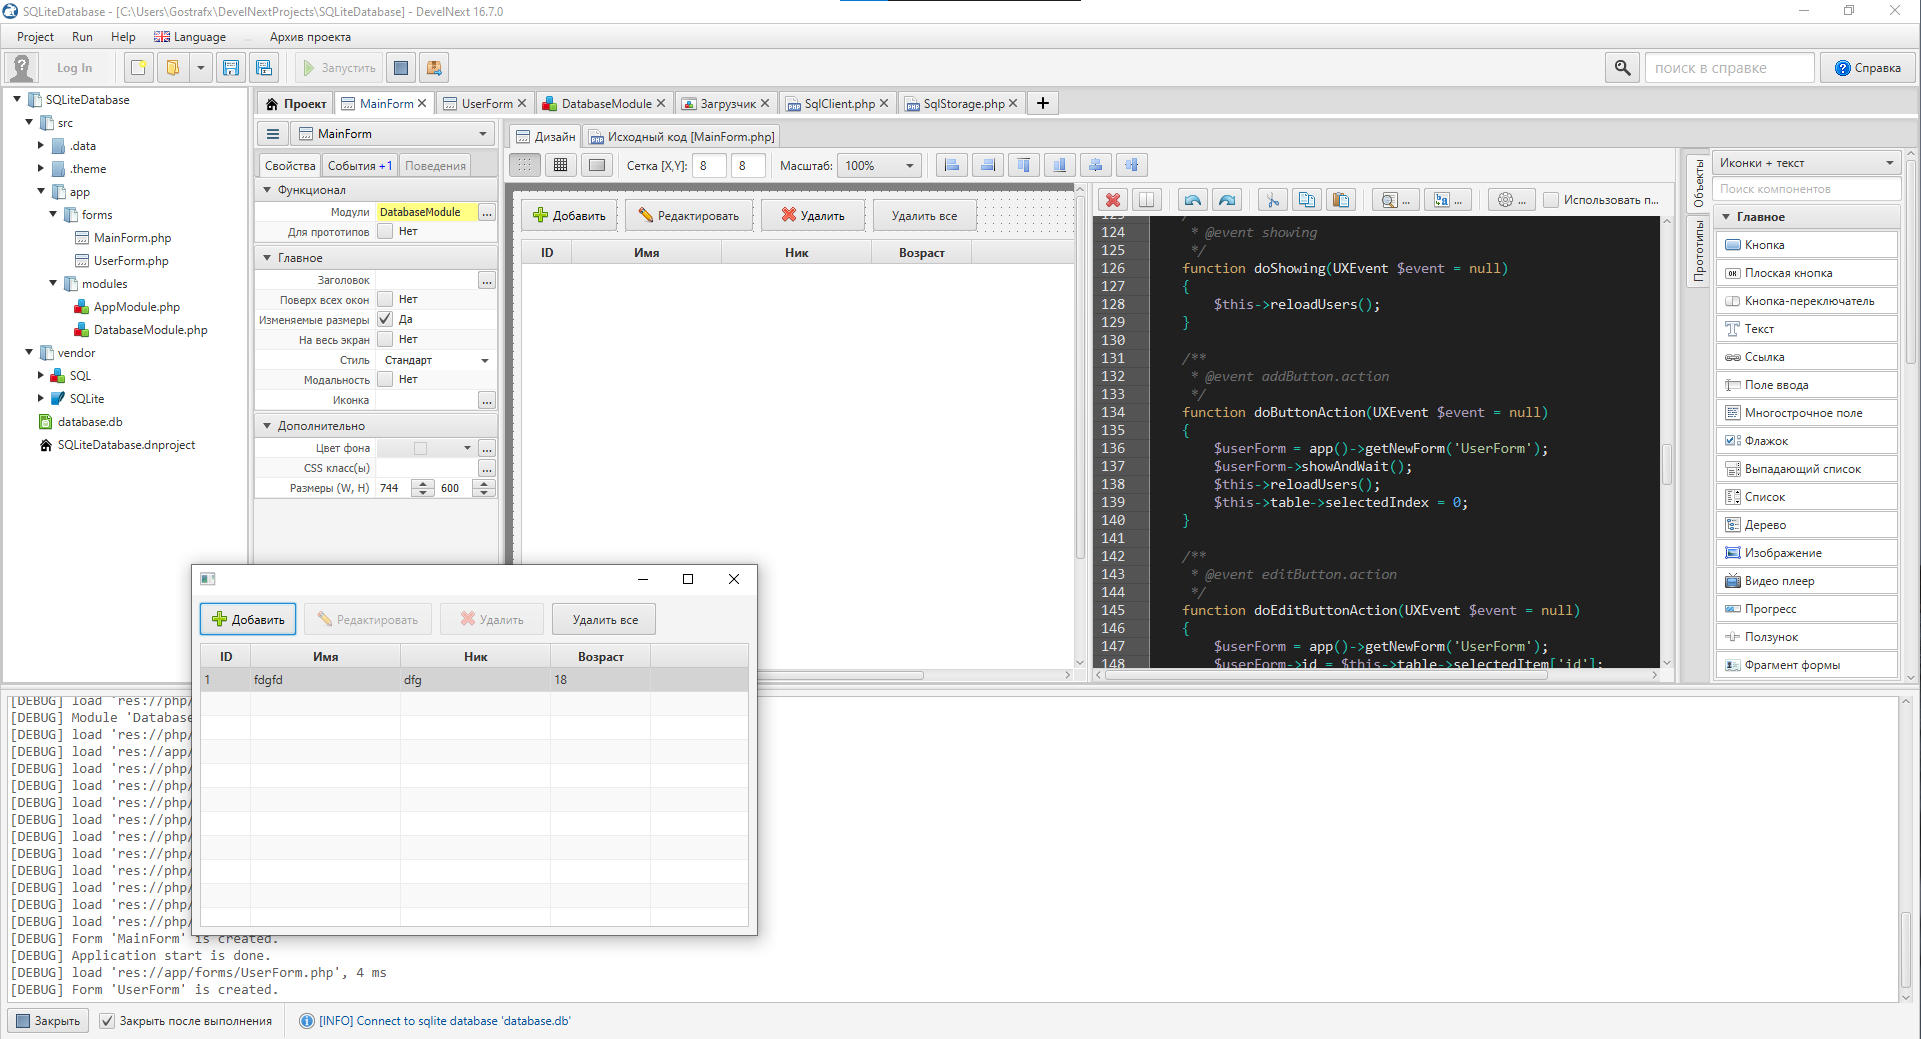 SQLiteDatabase - [C:\Users\Gostrafx\DevelNextProjects\SQLiteDatabase] - DevelNext 16.7.0
Project Run Help Language ... Архив проекта
Log In Запустить поиск в справке Справка
SQLiteDatabase
src
.data
.theme
app
forms
MainForm.php
UserForm.php
modules
AppModule.php
DatabaseModule.php
vendor
SQL
SQLite
database.db
SQLiteDatabase.dnproject
Проект MainForm UserForm DatabaseModule Загрузчик SqlClient.php SqlStorage.php
MainForm
Свойства События +1 Поведения
Функционал
Модули DatabaseModule ...
Для прототипов Нет
Главное
Заголовок ...
Поверх всех окон Нет
Изменяемые размеры Да
На весь экран Нет
Стиль Стандарт
Модальность Нет
Иконка ...
Дополнительно
Цвет фона ...
CSS класс(ы) ...
Размеры (W, H) 744 600
Дизайн Исходный код [MainForm.php]
Сетка [X,Y]: 8 8 Масштаб: 100%
Добавить Редактировать Удалить Удалить все
ID Имя Ник Возраст
... ... ... Использовать п...
123 /**
124 * @event showing
125 */
126 function doShowing(UXEvent $event = null)
127 {
128 $this->reloadUsers();
129 }
130
131 /**
132 * @event addButton.action
133 */
134 function doButtonAction(UXEvent $event = null)
135 {
136 $userForm = app()->getNewForm('UserForm');
137 $userForm->showAndWait();
138 $this->reloadUsers();
139 $this->table->selectedIndex = 0;
140 }
141
142 /**
143 * @event editButton.action
144 */
145 function doEditButtonAction(UXEvent $event = null)
146 {
147 $userForm = app()->getNewForm('UserForm');
148 $userForm->id = $this->table->selectedItem['id'];
Объекты
Прототипы
Иконки + текст
Поиск компонентов
Главное
Кнопка
Плоская кнопка
Кнопка-переключатель
Текст
Ссылка
Поле ввода
Многострочное поле
Флажок
Выпадающий список
Список
Дерево
Изображение
Видео плеер
Прогресс
Ползунок
Фрагмент формы
Добавить Редактировать Удалить Удалить все
ID Имя Ник Возраст
1 fdgfd dfg 18
[DEBUG] load 'res://php/
[DEBUG] Module 'Database
[DEBUG] load 'res://php/
[DEBUG] load 'res://app/
[DEBUG] load 'res://php/
[DEBUG] load 'res://php/
[DEBUG] load 'res://php/
[DEBUG] load 'res://php/
[DEBUG] load 'res://php/
[DEBUG] load 'res://php/
[DEBUG] load 'res://php/
[DEBUG] load 'res://php/
[DEBUG] load 'res://php/
[DEBUG] load 'res://php/
[DEBUG] Form 'MainForm' is created.
[DEBUG] Application start is done.
[DEBUG] load 'res://app/forms/UserForm.php', 4 ms
[DEBUG] Form 'UserForm' is created.
Закрыть Закрыть после выполнения [INFO] Connect to sqlite database 'database.db'